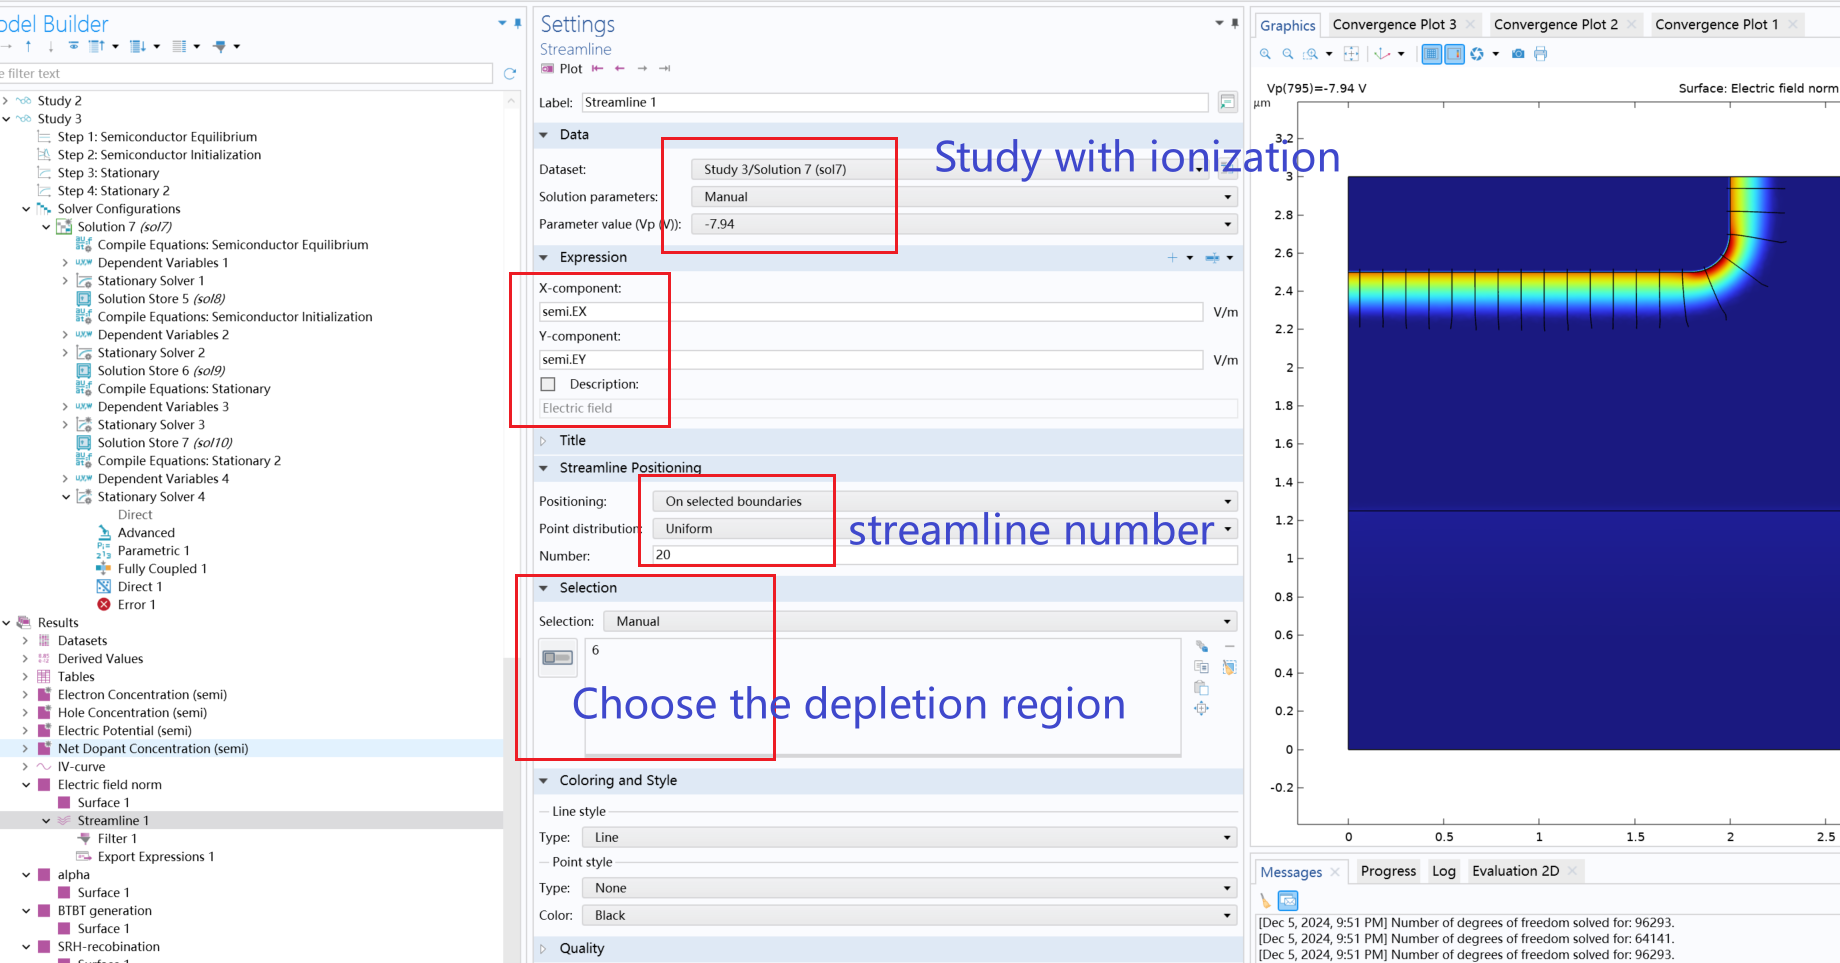 odel Builder
e filter text
Study 2
Study 3
Step 1: Semiconductor Equilibrium
Step 2: Semiconductor Initialization
Step 3: Stationary
Step 4: Stationary 2
Solver Configurations
Solution 7 (sol7)
Compile Equations: Semiconductor Equilibrium
Dependent Variables 1
Stationary Solver 1
Solution Store 5 (sol8)
Compile Equations: Semiconductor Initialization
Dependent Variables 2
Stationary Solver 2
Solution Store 6 (sol9)
Compile Equations: Stationary
Dependent Variables 3
Stationary Solver 3
Solution Store 7 (sol10)
Compile Equations: Stationary 2
Dependent Variables 4
Stationary Solver 4
Direct
Advanced
Parametric 1
Fully Coupled 1
Direct 1
Error 1
Results
Datasets
Derived Values
Tables
Electron Concentration (semi)
Hole Concentration (semi)
Electric Potential (semi)
Net Dopant Concentration (semi)
IV-curve
Electric field norm
Surface 1
Streamline 1
Filter 1
Export Expressions 1
alpha
Surface 1
BTBT generation
Surface 1
SRH-recobination
Surface 1
Settings
Streamline
Plot
Label: Streamline 1
Data
Dataset: Study 3/Solution 7 (sol7)
Study with ionization
Solution parameters: Manual
Parameter value (Vp (V)): -7.94
Expression
X-component:
semi.EX V/m
Y-component:
semi.EY V/m
Description:
Electric field
Title
Streamline Positioning
Positioning: On selected boundaries
Point distribution: Uniform
streamline number
Number: 20
Selection
Selection: Manual
6
Choose the depletion region
Coloring and Style
Line style
Type: Line
Point style
Type: None
Color: Black
Quality
Graphics Convergence Plot 3 Convergence Plot 2 Convergence Plot 1
Vp(795)=-7.94 V Surface: Electric field norm
µm
3.2
3
2.8
2.6
2.4
2.2
2
1.8
1.6
1.4
1.2
1
0.8
0.6
0.4
0.2
0
-0.2
0 0.5 1 1.5 2 2.5
Messages Progress Log Evaluation 2D
[Dec 5, 2024, 9:51 PM] Number of degrees of freedom solved for: 96293.
[Dec 5, 2024, 9:51 PM] Number of degrees of freedom solved for: 64141.
[Dec 5, 2024, 9:51 PM] Number of degrees of freedom solved for: 96293.